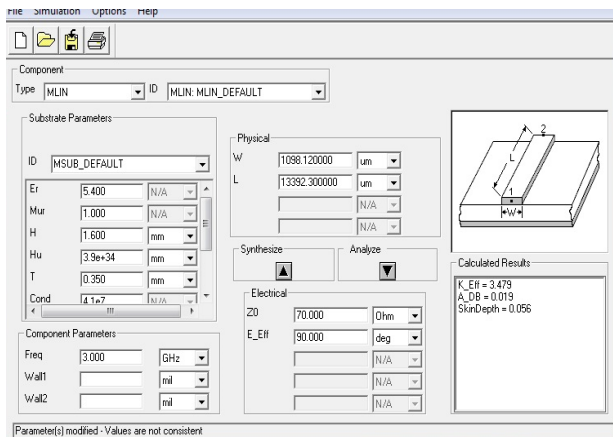 File Simulation Options Help
Component
Type MLIN ID MLIN: MLIN_DEFAULT
Substrate Parameters
ID MSUB_DEFAULT
Er 5.400 N/A
Mur 1.000 N/A
H 1.600 mm
Hu 3.9e+34 mm
T 0.350 mm
Cond 4.1e7 N/A
Component Parameters
Freq 3.000 GHz
Wall1 mil
Wall2 mil
Physical
W 1098.120000 um
L 13392.300000 um
N/A
N/A
Synthesize Analyze
Electrical
Z0 70.000 Ohm
E_Eff 90.000 deg
N/A
N/A
N/A
2
L
1
W
Calculated Results
K_Eff = 3.479
A_DB = 0.019
SkinDepth = 0.056
Parameter(s) modified - Values are not consistent